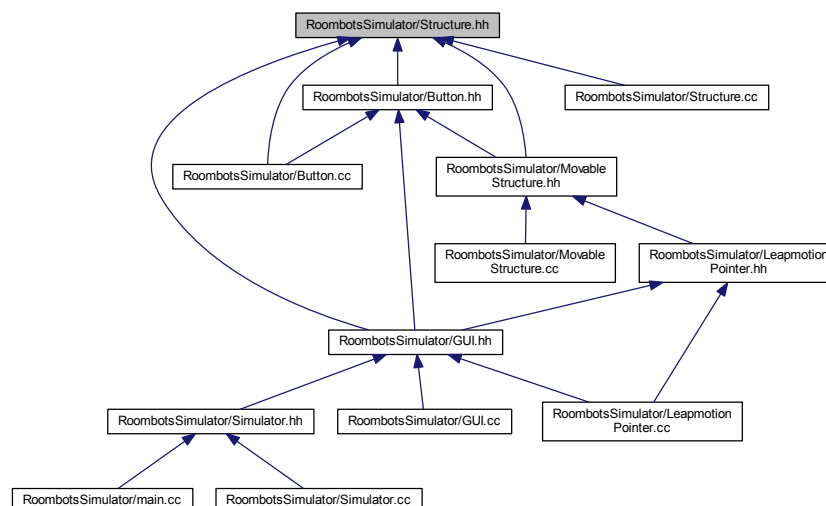 RoombotsSimulator/Structure.hh
RoombotsSimulator/Button.hh
RoombotsSimulator/Structure.cc
RoombotsSimulator/Button.cc
RoombotsSimulator/Movable
Structure.hh
RoombotsSimulator/Movable
Structure.cc
RoombotsSimulator/Leapmotion
Pointer.hh
RoombotsSimulator/GUI.hh
RoombotsSimulator/Simulator.hh
RoombotsSimulator/GUI.cc
RoombotsSimulator/Leapmotion
Pointer.cc
RoombotsSimulator/main.cc
RoombotsSimulator/Simulator.cc